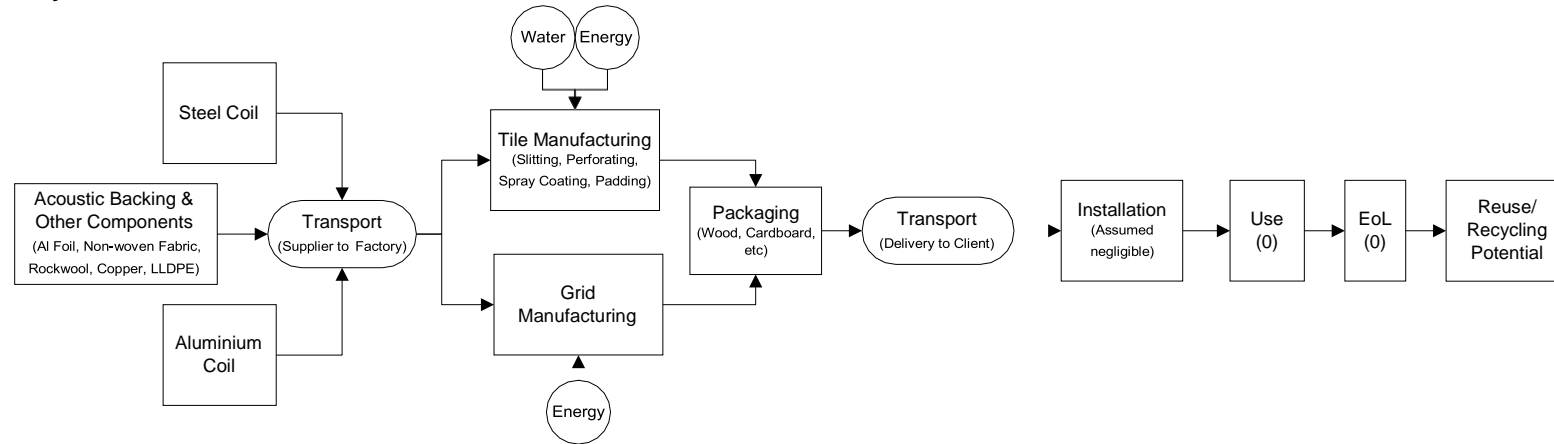 Water
Energy
Steel Coil
Tile Manufacturing
(Slitting, Perforating,
Spray Coating, Padding)
Acoustic Backing &
Other Components
(Al Foil, Non-woven Fabric,
Rockwool, Copper, LLDPE)
Transport
(Supplier to Factory)
Packaging
(Wood, Cardboard,
etc)
Transport
(Delivery to Client)
Installation
(Assumed
negligible)
Use
(0)
EoL
(0)
Reuse/
Recycling
Potential
Grid
Manufacturing
Aluminium
Coil
Energy